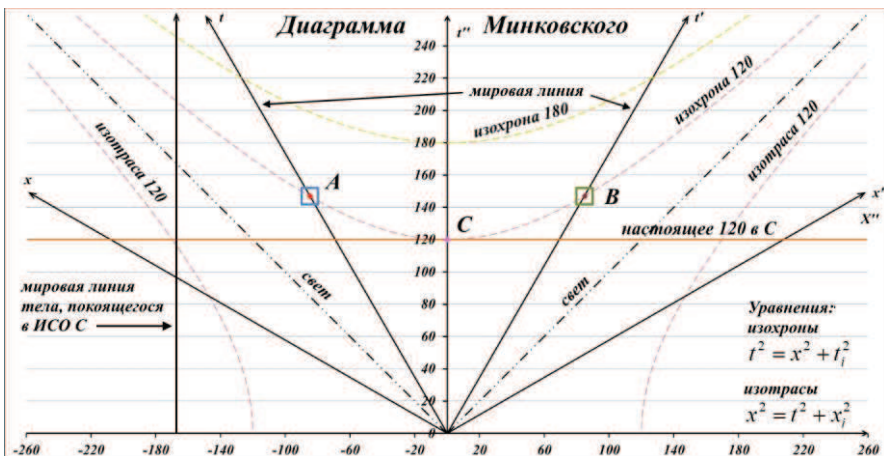 Диаграмма Минковского
t
t''
t'
240
220
200
180
160
140
120
100
80
60
40
20
0
мировая линия
изохрона 180
изохрона 120
изотраса 120
изотраса 120
x
x'
X''
A
B
C
настоящее 120 в С
свет
свет
мировая линия
тела, покоящегося
в ИСО С
Уравнения:
изохроны
t² = x² + tᵢ²
изотрасы
x² = t² + xᵢ²
-260 -220 -180 -140 -100 -60 -20 20 60 100 140 180 220 260